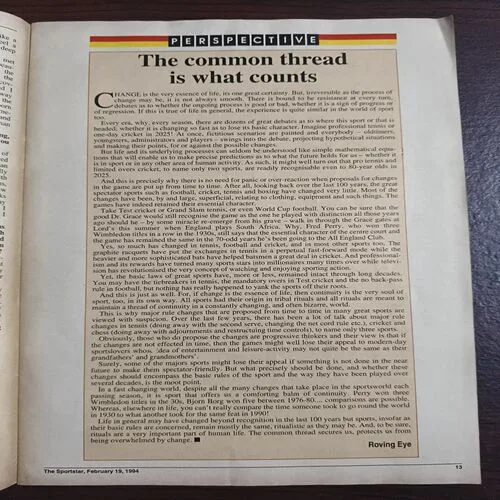 PERSPECTIVE
The common thread
is what counts
CHANGE is the very essence of life, its one great certainty. But, irreversible as the process of
change may be, it is not always smooth. There is bound to be resistance at every turn,
debates as to whether the ongoing process is good or bad, whether it is a sign of progress or
of regression. If this is true of life in general, the experience is quite similar in the world of sport
too.
Every era, why, every season, there are dozens of great debates as to where this sport or that is
headed; whether it is changing so fast as to lose its basic character. Imagine professional tennis or
one-day cricket in 2025! At once, fictitious scenarios are painted and everybody — oldtimers,
youngsters, administrators and players — swings into the debate, projecting hypothetical situations
and making their points, for or against the possible changes.
But life and its underlying processes can seldom be understood like simple mathematical equa-
tions that will enable us to make precise predictions as to what the future holds for us — whether it
is in sport or in any other area of human activity. As such, it might well turn out that pro tennis and
limited overs cricket, to name only two sports, are readily recognisable even to 80-year olds in
2025.
And this is precisely why there is no need for panic or over-reaction when proposals for changes
in the game are put up from time to time. After all, looking back over the last 100 years, the great
spectator sports such as football, cricket, tennis and boxing have changed very little. Most of the
changes have been, by and large, superficial, relating to clothing, equipment and such things. The
games have indeed retained their essential character.
Take Test cricket or Grand Slam tennis, or even World Cup football. You can be sure that the
good Dr. Grace would still recognise the game as the one he played with distinction all those years
ago should he — by some miracle re-emerge from his grave — walk in through the Grace gates at
Lord's this summer when England plays South Africa. Why, Fred Perry, who won three
Wimbledon titles in a row in the 1930s, still says that the essential character of the centre court and
the game has remained the same in the 70-odd years he's been going to the All England Club.
Yes, so much has changed in tennis, football and cricket, and in most other sports too. The
graphite racquets have put the changes in tennis in a perpetual fast-forward mode while the
heavier and more sophisticated bats have helped batsmen a great deal in cricket. And professional-
ism and its rewards have turned many sports stars into millionaires many times over while televi-
sion has revolutionised the very concept of watching and enjoying sporting action.
Yet, the basic laws of great sports have, more or less, remained intact through long decades.
You may have the tiebreakers in tennis, the mandatory overs in Test cricket and the no back-pass
rule in football, but nothing has really happened to yank the sports off their roots.
And this is just as well. For, if change is the essence of life, then continuity is the very soul of
sport, too, in its own way. All sports had their origin in tribal rituals and all rituals are meant to
maintain a thread of continuity in a constantly changing, and often bizarre, world.
This is why major rule changes that are proposed from time to time in many great sports are
viewed with suspicion. Over the last few years, there has been a lot of talk about major rule
changes in tennis (doing away with the second serve, changing the net cord rule etc.), cricket and
chess (doing away with adjournments and restructuring time controls), to name only three sports.
Obviously, those who do propose the changes are progressive thinkers and their view is that if
the changes are not effected in time, then the games might well lose their appeal to modern-day
sportslovers whose idea of entertainment and leisure-activity may not quite be the same as their
grandfathers' and grandmothers'.
Surely, some of the majors sports might lose their appeal if something is not done in the near
future to make them spectator-friendly. But what precisely should be done, and whether these
changes should encompass the basic rules of the sport and the way they have been played over
several decades, is the moot point.
In a fast changing world, despite all the many changes that take place in the sportsworld each
passing season, it is sport that offers us a comforting balm of continuity. Perry won three
Wimbledon titles in the 30s, Bjorn Borg won five between 1976-80.... comparisons are possible.
Whereas, elsewhere in life, you can't really compare the time someone took to go round the world
in 1930 to what another took for the same feat in 1990!
Life in general may have changed beyond recognition in the last 100 years but sports, insofar as
their basic rules are concerned, remain mostly the same, ritualistic as they may be. And, to be sure,
rituals are a very important part of human life. The common thread secures us, protects us from
being overwhelmed by change. ■
Roving Eye
The Sportstar, February 19, 1994
13